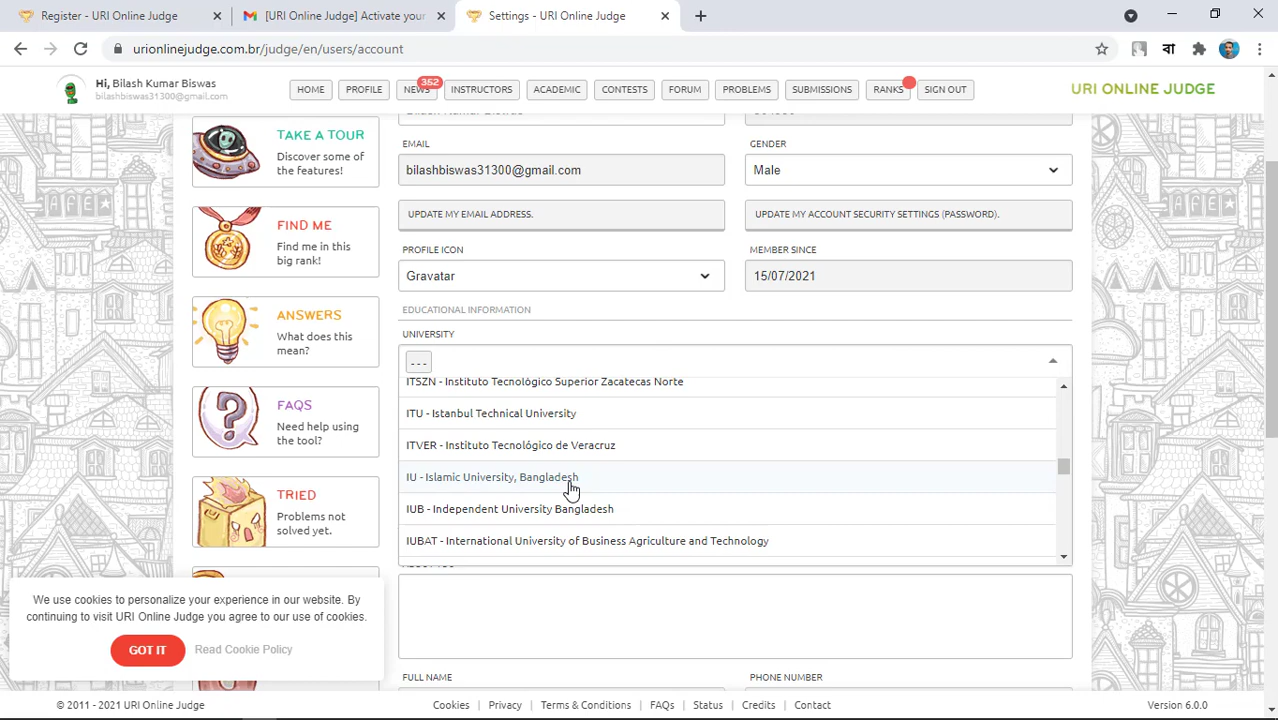 Register - URI Online Judge
[URI Online Judge] Activate your
Settings - URI Online Judge
urionlinejudge.com.br/judge/en/users/account
বা
Hi, Bilash Kumar Biswas
bilashbiswas31300@gmail.com
HOME
PROFILE
NEWS
352
INSTRUCTORS
ACADEMIC
CONTESTS
FORUM
PROBLEMS
SUBMISSIONS
RANKS
SIGN OUT
URI ONLINE JUDGE
TAKE A TOUR
Discover some of
the features!
FIND ME
Find me in this
big rank!
ANSWERS
What does this
mean?
FAQS
Need help using
the tool?
TRIED
Problems not
solved yet.
Bilash Kumar Biswas
EMAIL
bilashbiswas31300@gmail.com
GENDER
Male
UPDATE MY EMAIL ADDRESS.
UPDATE MY ACCOUNT SECURITY SETTINGS (PASSWORD).
PROFILE ICON
Gravatar
MEMBER SINCE
15/07/2021
EDUCATIONAL INFORMATION
UNIVERSITY
---
ITSZN - Instituto Tecnológico Superior Zacatecas Norte
ITU - Istanbul Technical University
ITVER - Instituto Tecnológico de Veracruz
IU - Islamic University, Bangladesh
IUB - Independent University Bangladesh
IUBAT - International University of Business Agriculture and Technology
FULL NAME
PHONE NUMBER
We use cookies to personalize your experience in our website. By
continuing to visit URI Online Judge you agree to our use of cookies.
GOT IT
Read Cookie Policy
© 2011 - 2021 URI Online Judge
Cookies
Privacy
Terms & Conditions
FAQs
Status
Credits
Contact
Version 6.0.0